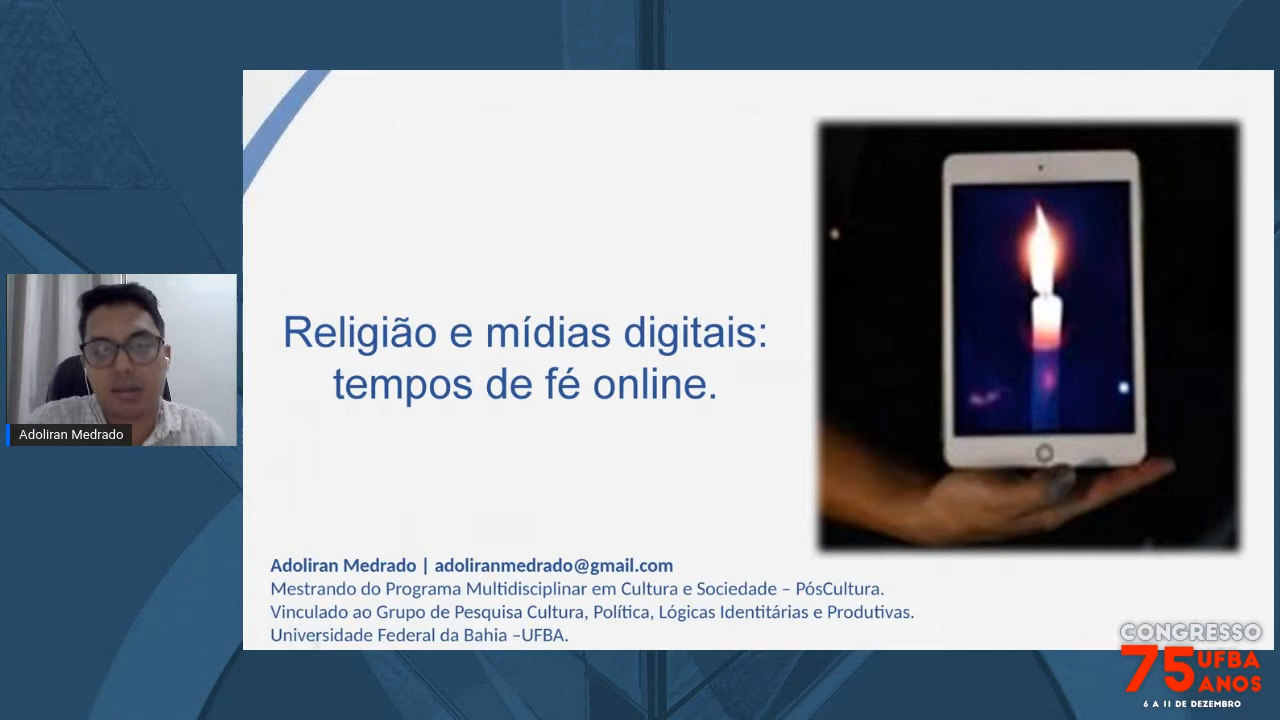 Religião e mídias digitais:
tempos de fé online.
Adoliran Medrado
Adoliran Medrado | adoliranmedrado@gmail.com
Mestrando do Programa Multidisciplinar em Cultura e Sociedade – PósCultura.
Vinculado ao Grupo de Pesquisa Cultura, Política, Lógicas Identitárias e Produtivas.
Universidade Federal da Bahia –UFBA.
CONGRESSO
75 UFBA
ANOS
6 A 11 DE DEZEMBRO